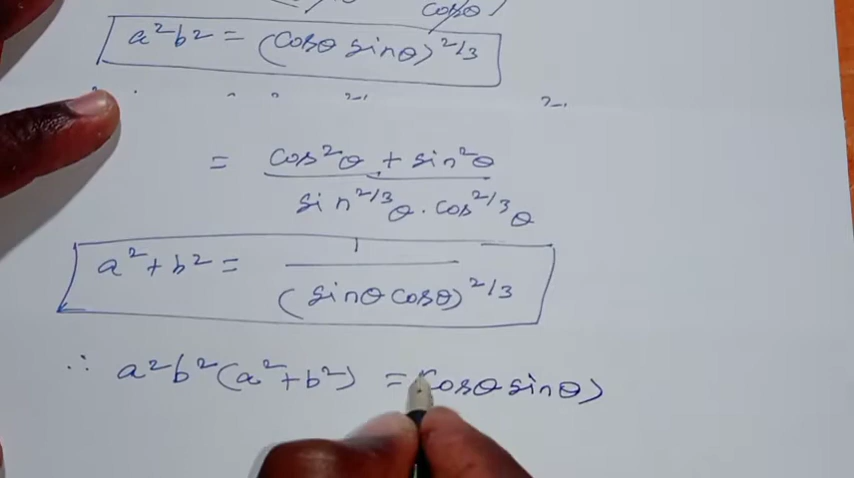 cosθ
a²b² = (cosθ sinθ)^2/3
= cos²θ + sin²θ / sin^2/3 θ . cos^2/3 θ
a² + b² = 1 / (sinθ cosθ)^2/3
∴ a²b²(a²+b²) = (cosθ sinθ)